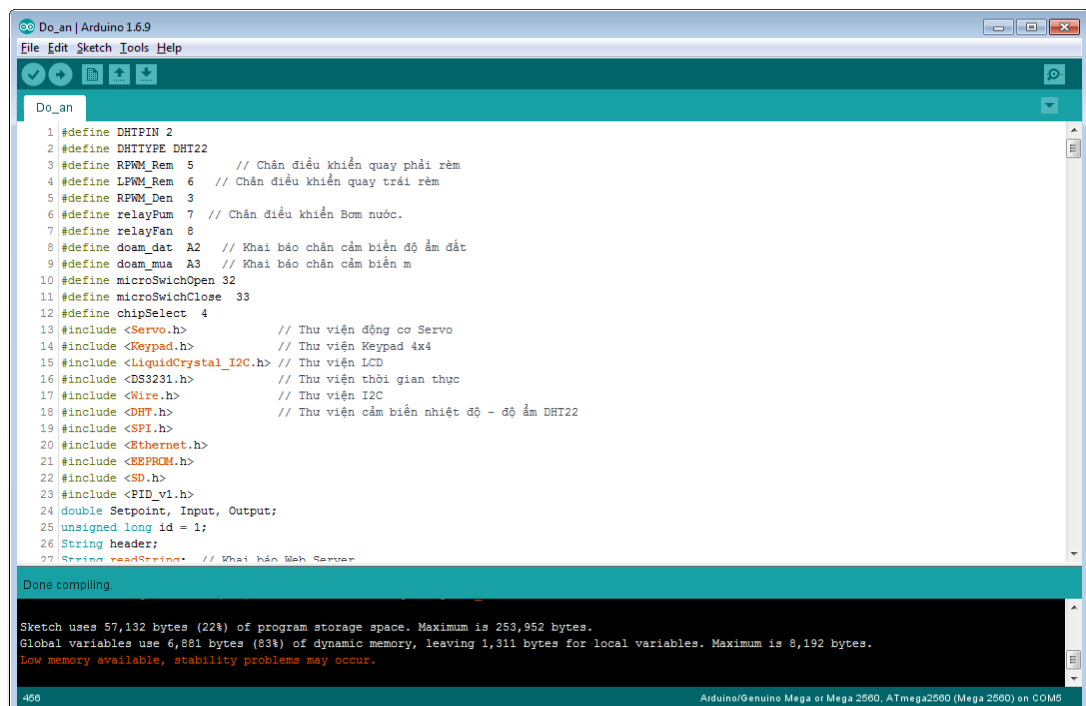 Do_an | Arduino 1.6.9
File Edit Sketch Tools Help
Do_an
1 #define DHTPIN 2
2 #define DHTTYPE DHT22
3 #define RPWM_Rem 5 // Chân điều khiển quay phải rèm
4 #define LPWM_Rem 6 // Chân điều khiển quay trái rèm
5 #define RPWM_Den 3
6 #define relayPum 7 // Chân điều khiển Bơm nước.
7 #define relayFan 8
8 #define doam_dat A2 // Khai báo chân cảm biến độ ẩm đất
9 #define doam_mua A3 // Khai báo chân cảm biến m
10 #define microSwichOpen 32
11 #define microSwichClose 33
12 #define chipSelect 4
13 #include <Servo.h> // Thư viện động cơ Servo
14 #include <Keypad.h> // Thư viện Keypad 4x4
15 #include <LiquidCrystal_I2C.h> // Thư viện LCD
16 #include <DS3231.h> // Thư viện thời gian thực
17 #include <Wire.h> // Thư viện I2C
18 #include <DHT.h> // Thư viện cảm biến nhiệt độ - độ ẩm DHT22
19 #include <SPI.h>
20 #include <Ethernet.h>
21 #include <EEPROM.h>
22 #include <SD.h>
23 #include <PID_v1.h>
24 double Setpoint, Input, Output;
25 unsigned long id = 1;
26 String header;
27 String readString; // Khai báo Web Server
Done compiling.
Sketch uses 57,132 bytes (22%) of program storage space. Maximum is 253,952 bytes.
Global variables use 6,881 bytes (83%) of dynamic memory, leaving 1,311 bytes for local variables. Maximum is 8,192 bytes.
Low memory available, stability problems may occur.
456 Arduino/Genuino Mega or Mega 2560, ATmega2560 (Mega 2560) on COM5